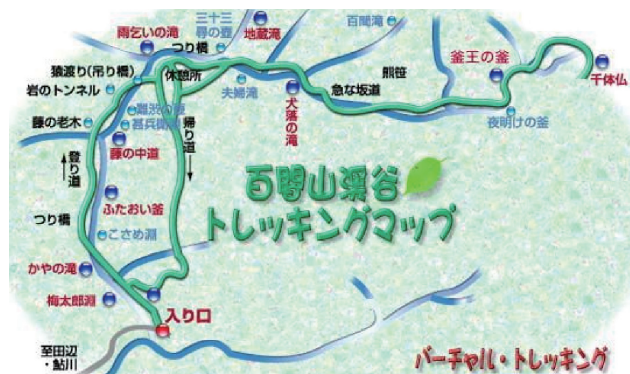 三十三
尋の壺
雨乞いの滝
つり橋
地蔵滝
百間滝
猿渡り(吊り橋)
休憩所
熊笹
釜王の釜
岩のトンネル
夫婦滝
急な坂道
千体仏
藤の老木
犬落の滝
夜明けの釜
藤の中道
帰り道
登り道
百間山渓谷
トレッキングマップ
ふたおい釜
つり橋
こさめ淵
かやの滝
梅太郎淵
入り口
至田辺
・鮎川
バーチャル・トレッキング